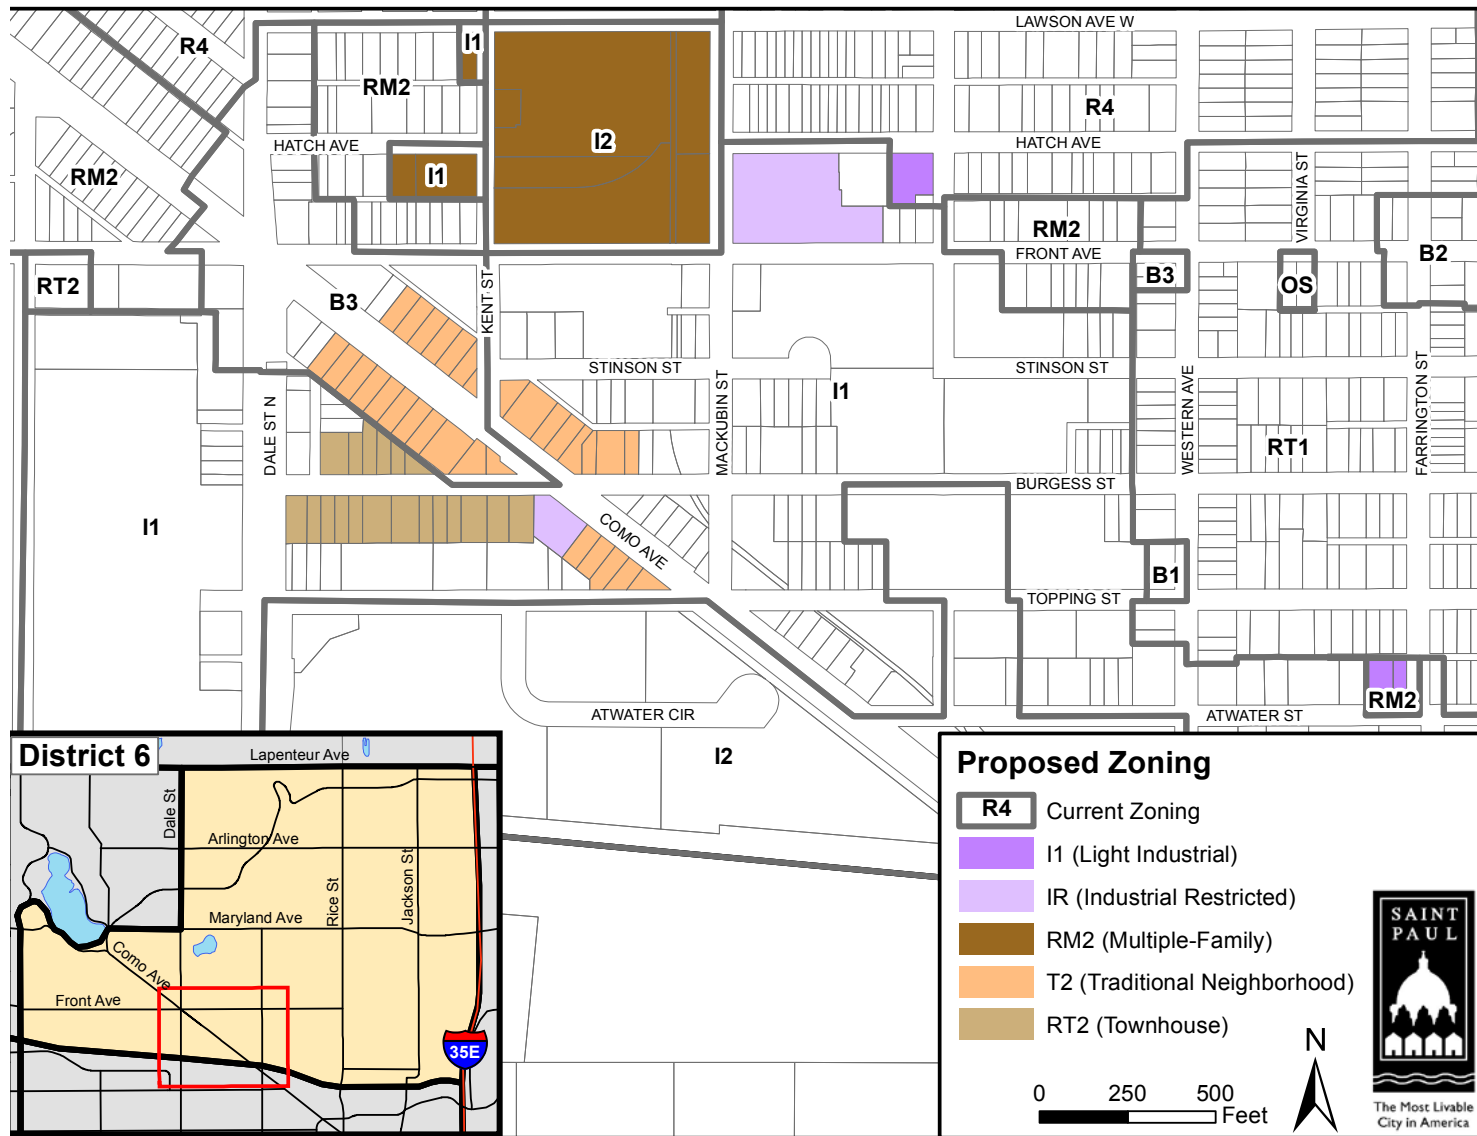 LAWSON AVE W
R4
I1
RM2
R4
I2
HATCH AVE
HATCH AVE
RM2
I1
VIRGINIA ST
RM2
FRONT AVE
B2
RT2
B3
KENT ST
B3
OS
STINSON ST
STINSON ST
I1
MACKUBIN ST
WESTERN AVE
FARRINGTON ST
DALE ST N
RT1
BURGESS ST
I1
COMO AVE
B1
TOPPING ST
RM2
ATWATER CIR
ATWATER ST
I2
District 6
Lapenteur Ave
Dale St
Arlington Ave
Rice St
Jackson St
Maryland Ave
Como Ave
Front Ave
35E
Proposed Zoning
R4 Current Zoning
I1 (Light Industrial)
IR (Industrial Restricted)
RM2 (Multiple-Family)
T2 (Traditional Neighborhood)
RT2 (Townhouse)
N
0 250 500
Feet
SAINT
PAUL
The Most Livable
City in America